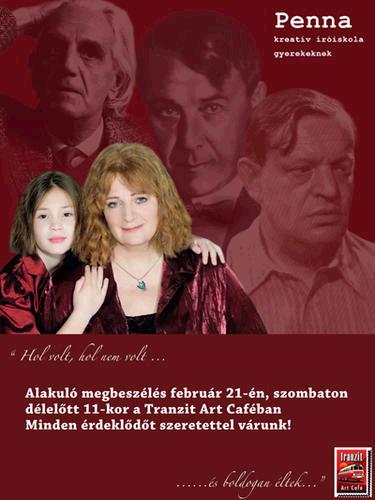 Penna
kreatív íróiskola
gyerekeknek
“ Hol volt, hol nem volt ...
Alakuló megbeszélés február 21-én, szombaton
délelőtt 11-kor a Tranzit Art Caféban
Minden érdeklődőt szeretettel várunk!
......és boldogan éltek...”
Tranzit
Art Café